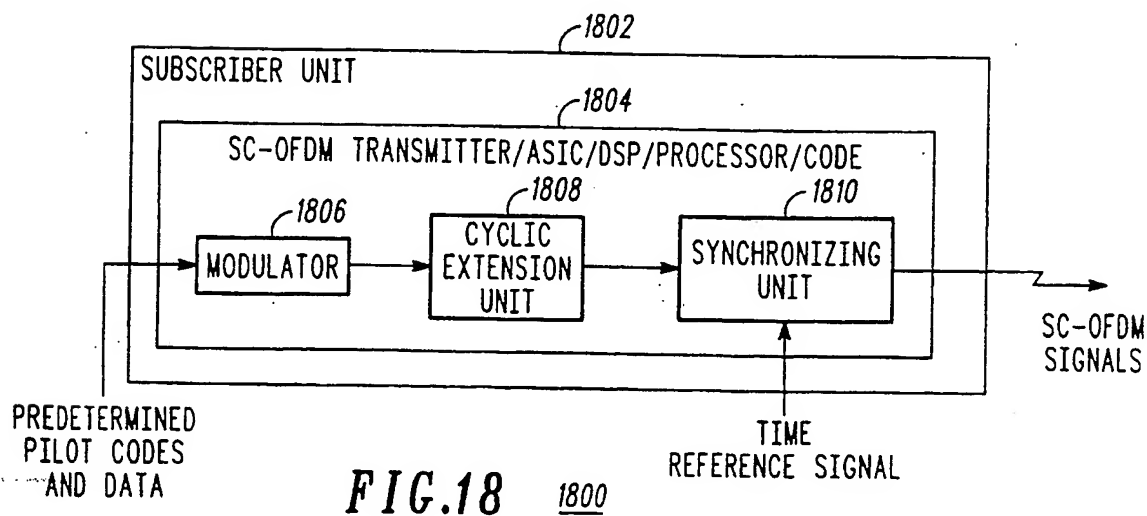 1802
SUBSCRIBER UNIT
1804
SC-OFDM TRANSMITTER/ASIC/DSP/PROCESSOR/CODE
1806
1808
1810
MODULATOR
CYCLIC
EXTENSION
UNIT
SYNCHRONIZING
UNIT
SC-OFDM
SIGNALS
PREDETERMINED
PILOT CODES
AND DATA
TIME
REFERENCE SIGNAL
FIG.18
1800